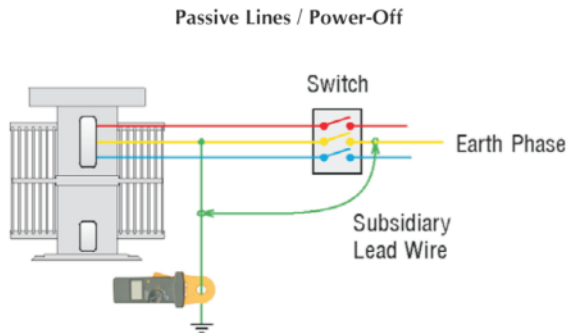 Passive Lines / Power-Off
Switch
Earth Phase
Subsidiary
Lead Wire